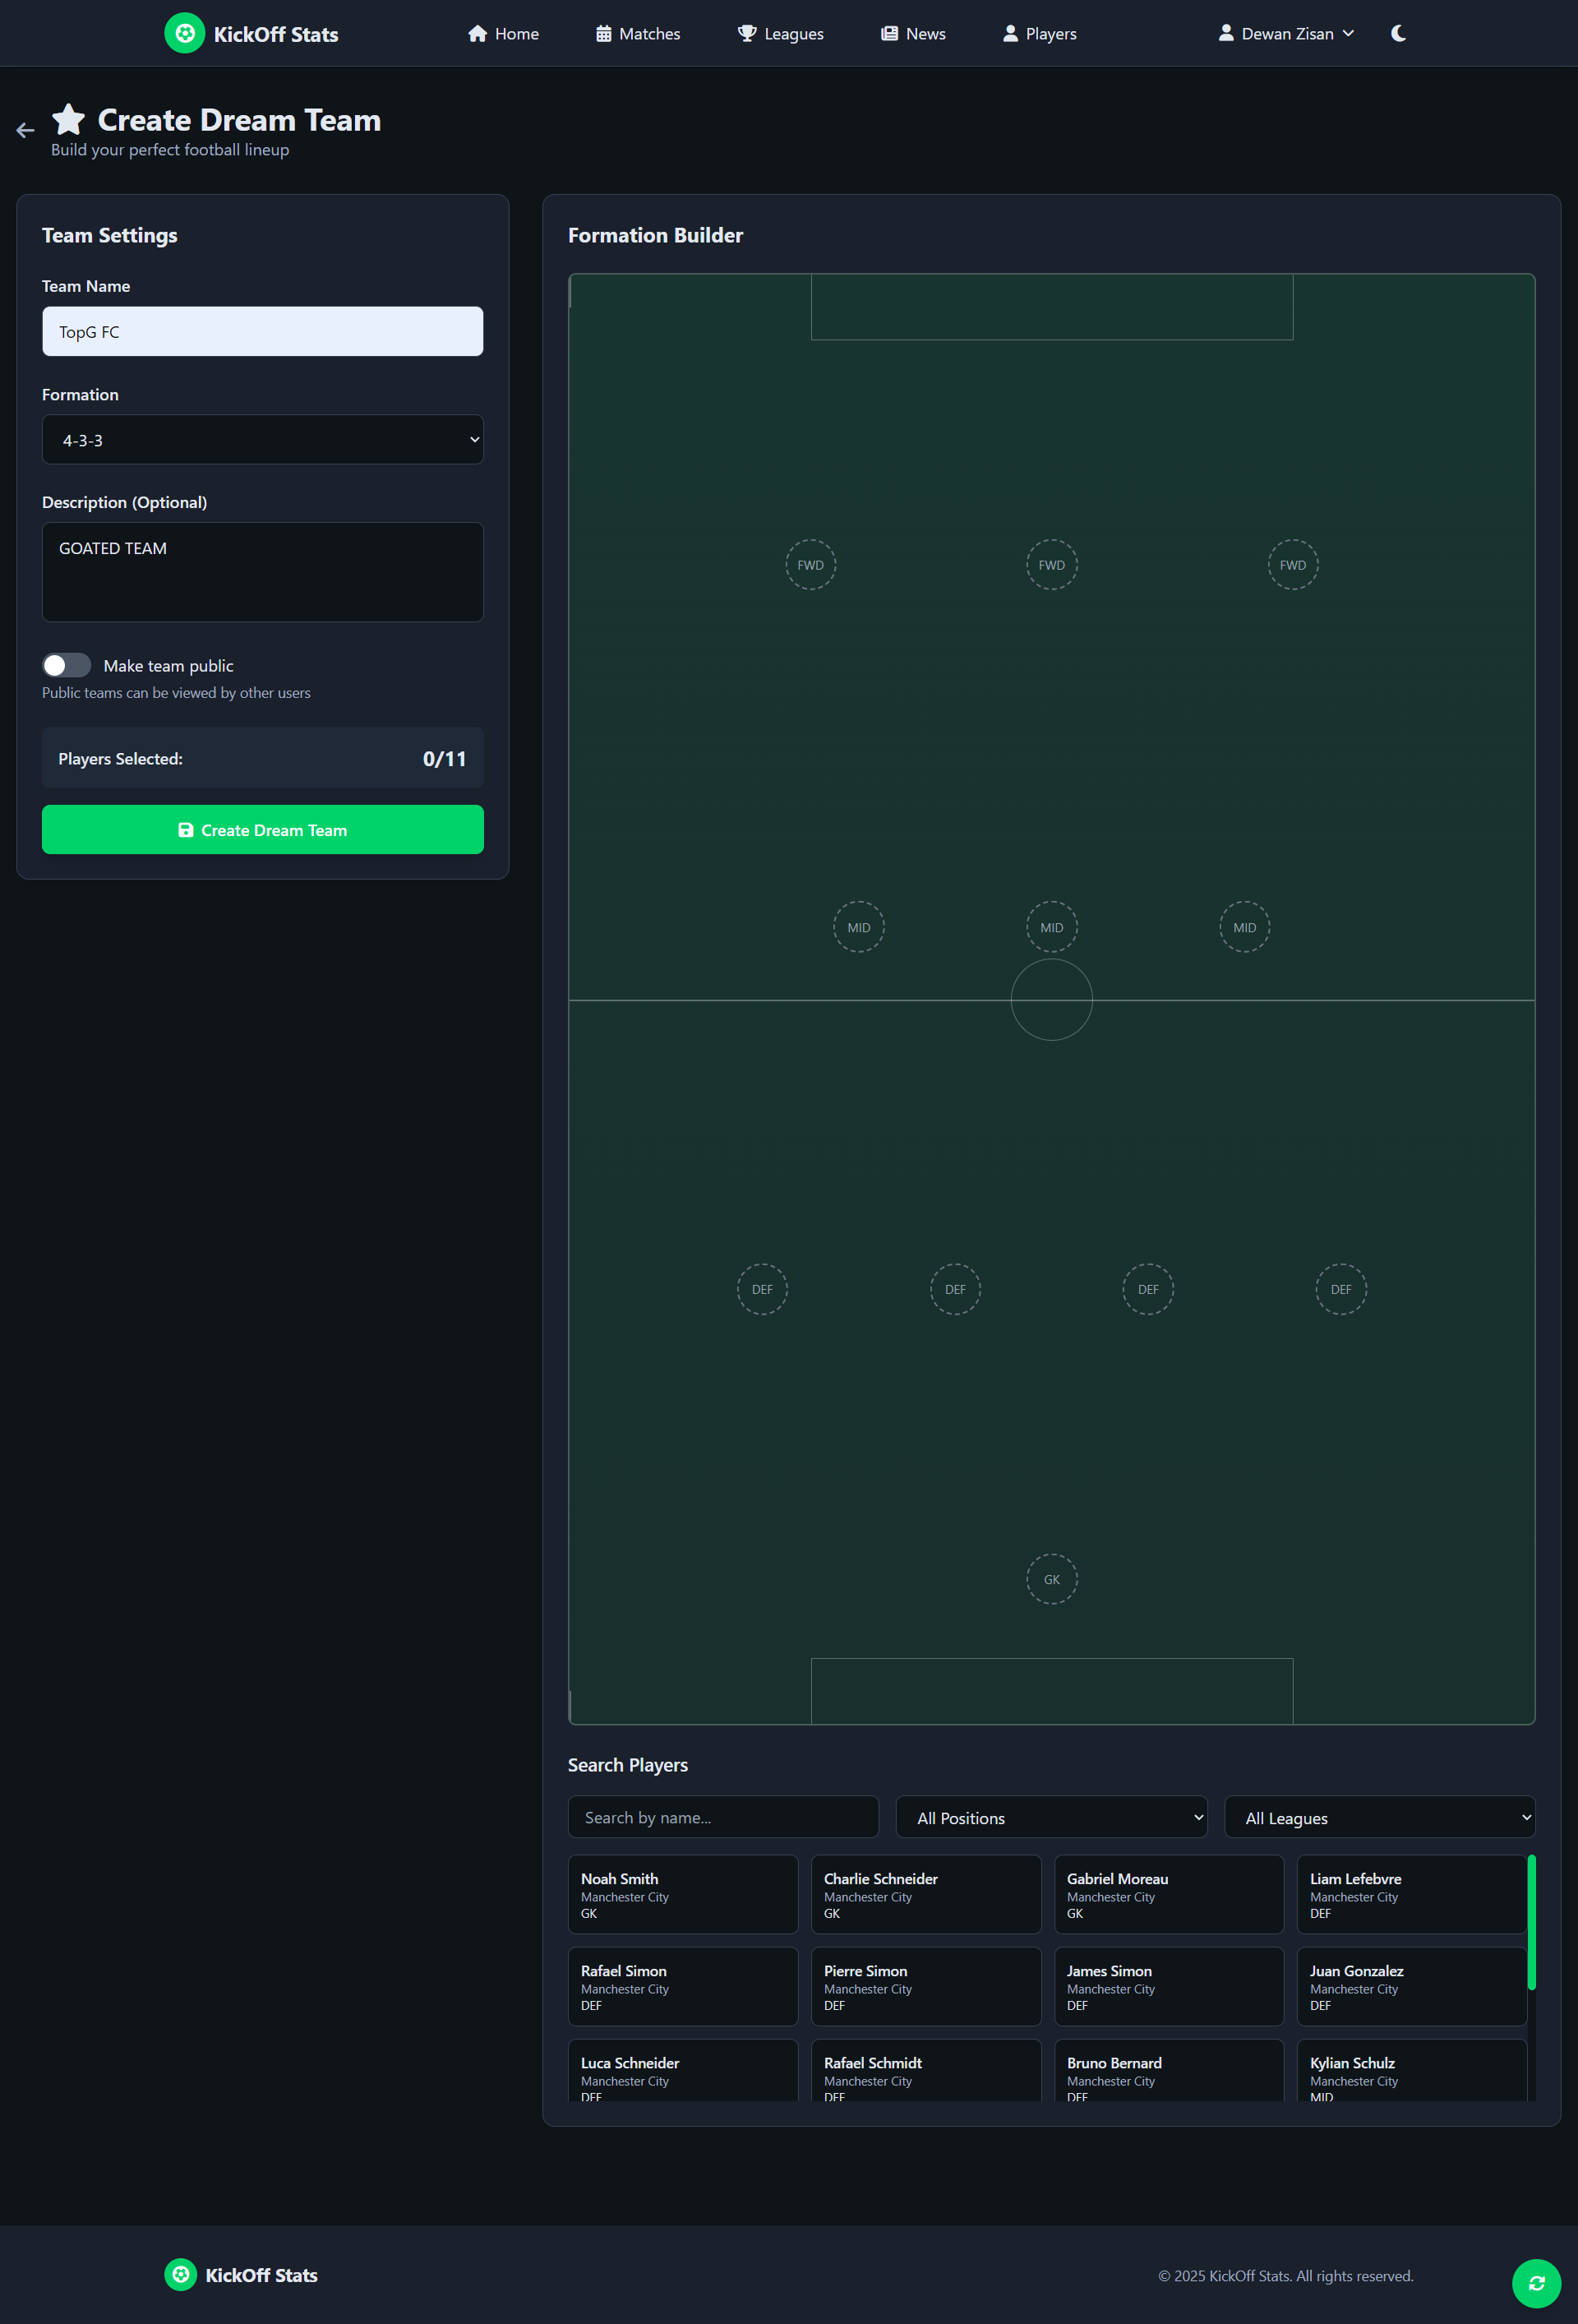 KickOff Stats
Home
Matches
Leagues
News
Players
Dewan Zisan
Create Dream Team
Build your perfect football lineup
Team Settings
Team Name
TopG FC
Formation
4-3-3
Description (Optional)
GOATED TEAM
Make team public
Public teams can be viewed by other users
Players Selected:
0/11
Create Dream Team
Formation Builder
FWD
FWD
FWD
MID
MID
MID
DEF
DEF
DEF
DEF
GK
Search Players
Search by name...
All Positions
All Leagues
Noah Smith
Manchester City
GK
Charlie Schneider
Manchester City
GK
Gabriel Moreau
Manchester City
GK
Liam Lefebvre
Manchester City
DEF
Rafael Simon
Manchester City
DEF
Pierre Simon
Manchester City
DEF
James Simon
Manchester City
DEF
Juan Gonzalez
Manchester City
DEF
Luca Schneider
Manchester City
DEF
Rafael Schmidt
Manchester City
DEF
Bruno Bernard
Manchester City
DEF
Kylian Schulz
Manchester City
MID
KickOff Stats
© 2025 KickOff Stats. All rights reserved.